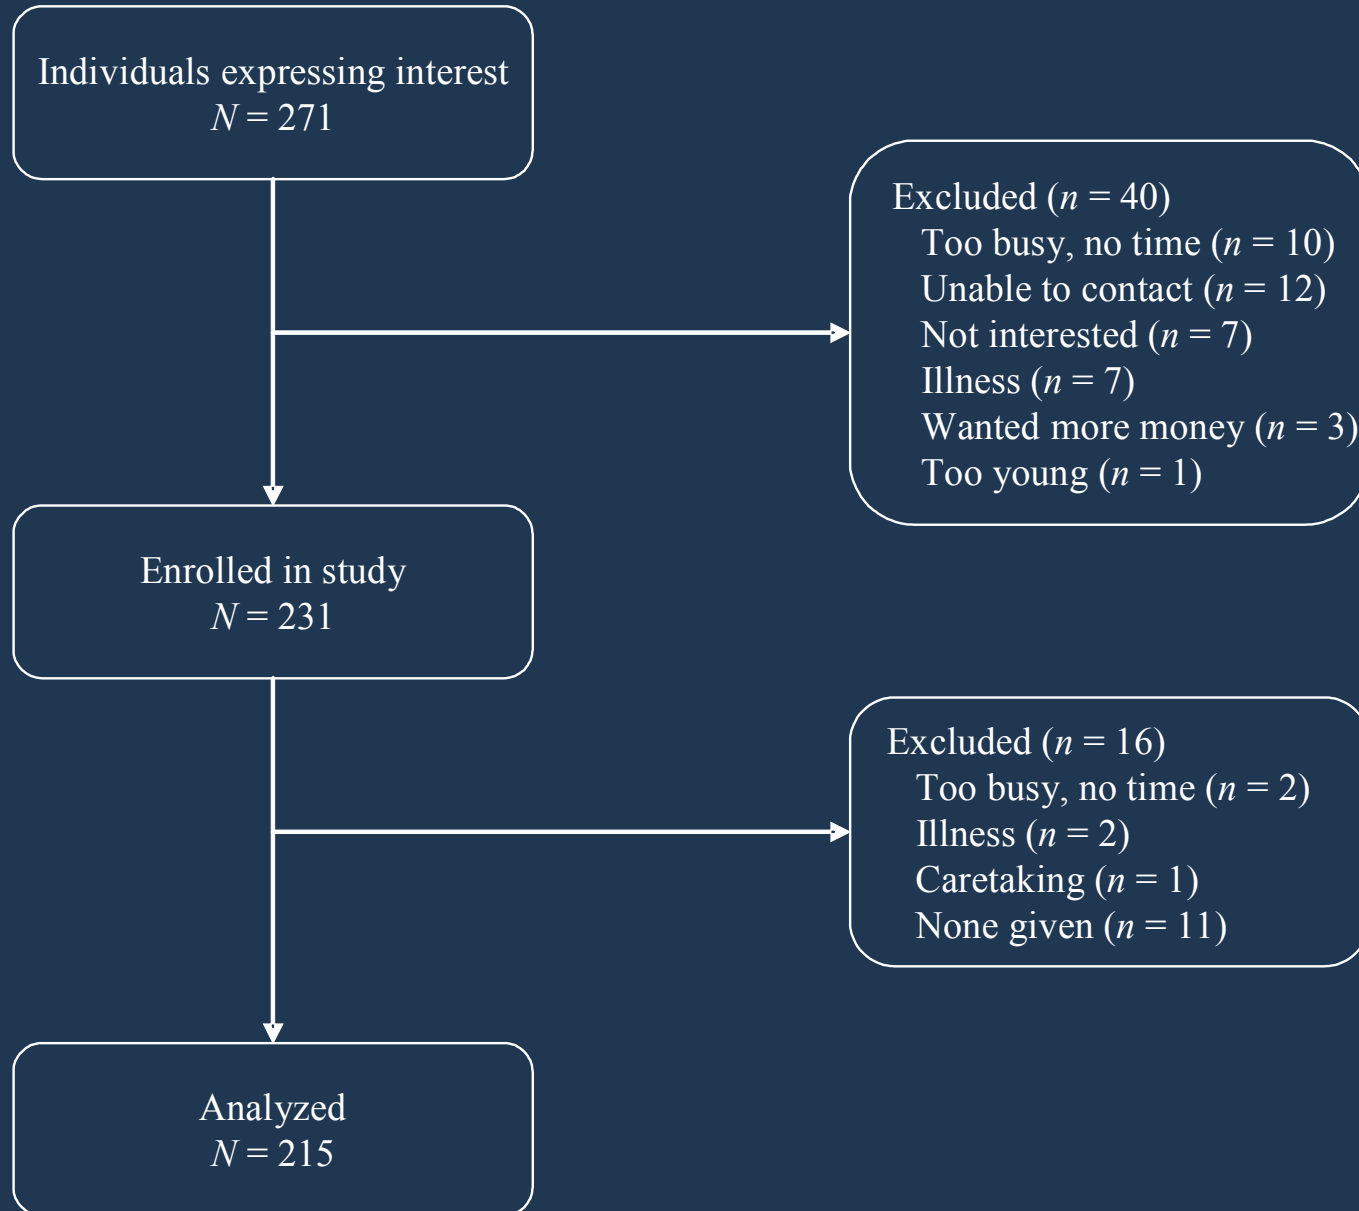 Individuals expressing interest
N = 271
Excluded (n = 40)
Too busy, no time (n = 10)
Unable to contact (n = 12)
Not interested (n = 7)
Illness (n = 7)
Wanted more money (n = 3)
Too young (n = 1)
Enrolled in study
N = 231
Excluded (n = 16)
Too busy, no time (n = 2)
Illness (n = 2)
Caretaking (n = 1)
None given (n = 11)
Analyzed
N = 215